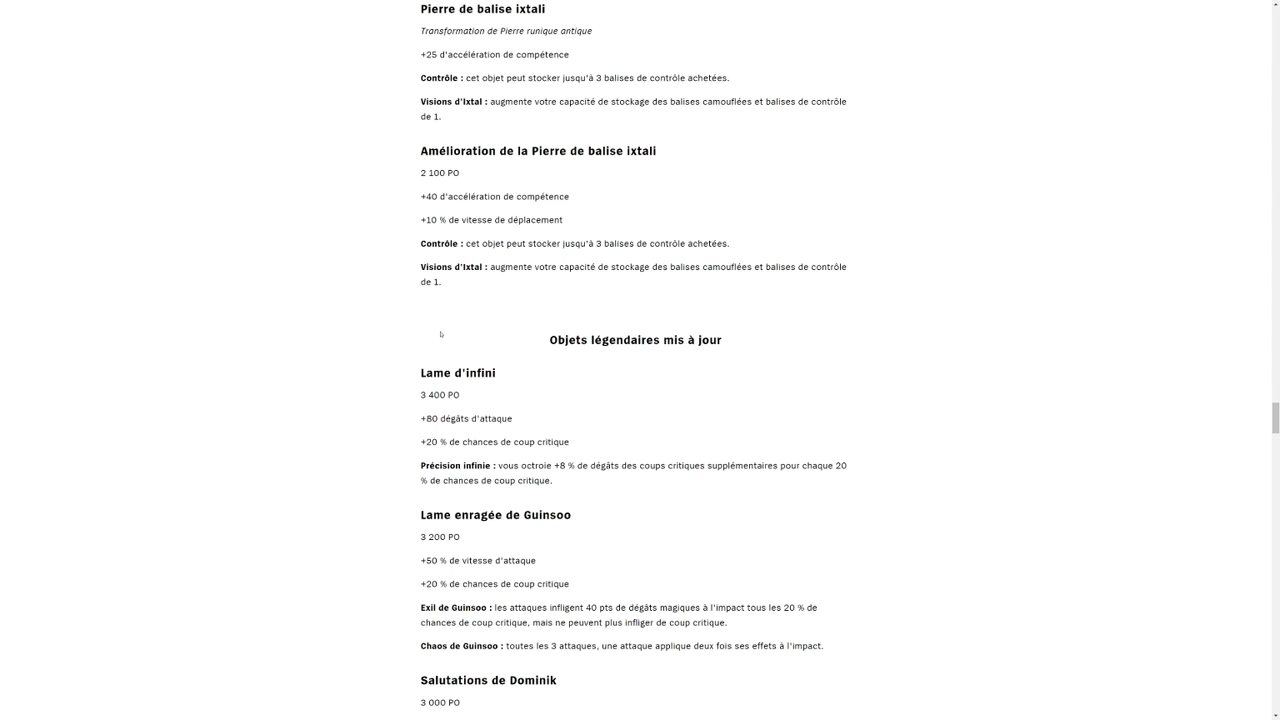 Pierre de balise ixtali
Transformation de Pierre runique antique
+25 d'accélération de compétence
Contrôle : cet objet peut stocker jusqu'à 3 balises de contrôle achetées.
Visions d'Ixtal : augmente votre capacité de stockage des balises camouflées et balises de contrôle
de 1.
Amélioration de la Pierre de balise ixtali
2 100 PO
+40 d'accélération de compétence
+10 % de vitesse de déplacement
Contrôle : cet objet peut stocker jusqu'à 3 balises de contrôle achetées.
Visions d'Ixtal : augmente votre capacité de stockage des balises camouflées et balises de contrôle
de 1.
Objets légendaires mis à jour
Lame d'infini
3 400 PO
+80 dégâts d'attaque
+20 % de chances de coup critique
Précision infinie : vous octroie +8 % de dégâts des coups critiques supplémentaires pour chaque 20
% de chances de coup critique.
Lame enragée de Guinsoo
3 200 PO
+50 % de vitesse d'attaque
+20 % de chances de coup critique
Exil de Guinsoo : les attaques infligent 40 pts de dégâts magiques à l'impact tous les 20 % de
chances de coup critique, mais ne peuvent plus infliger de coup critique.
Chaos de Guinsoo : toutes les 3 attaques, une attaque applique deux fois ses effets à l'impact.
Salutations de Dominik
3 000 PO